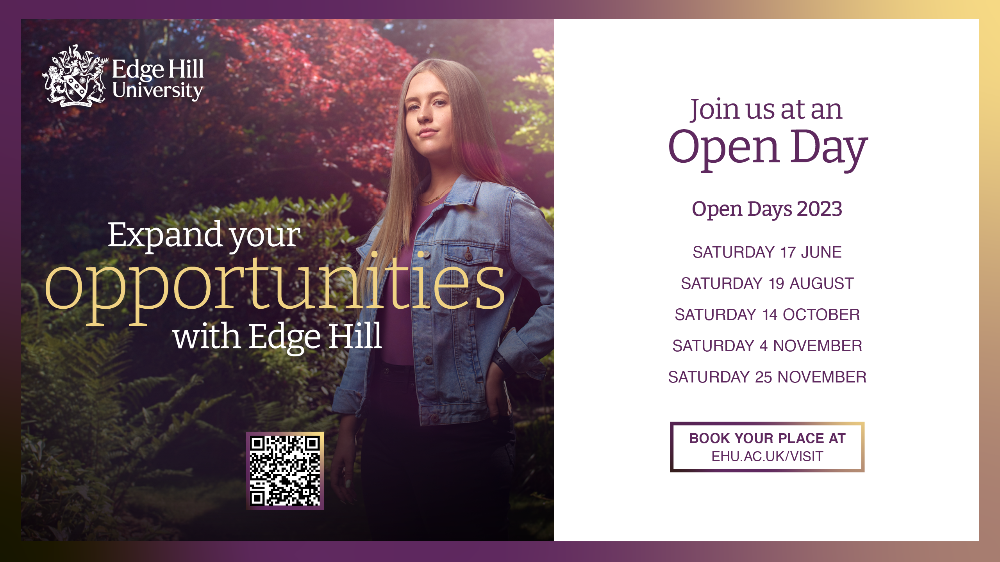 Edge Hill
University
Expand your
opportunities
with Edge Hill
Join us at an
Open Day
Open Days 2023
SATURDAY 17 JUNE
SATURDAY 19 AUGUST
SATURDAY 14 OCTOBER
SATURDAY 4 NOVEMBER
SATURDAY 25 NOVEMBER
BOOK YOUR PLACE AT
EHU.AC.UK/VISIT